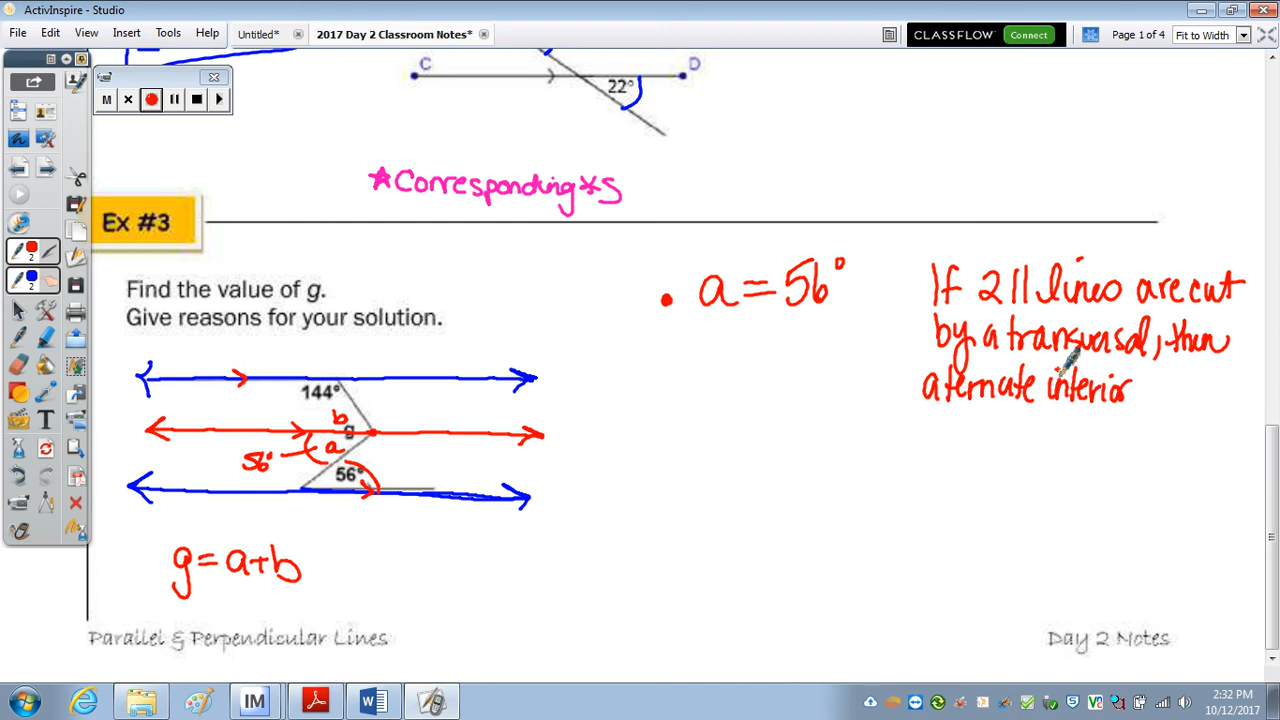 ActivInspire - Studio
File Edit View Insert Tools Help
Untitled*
2017 Day 2 Classroom Notes*
CLASSFLOW Connect
Page 1 of 4
Fit to Width
M
C
D
22°
★Corresponding∗s
Ex #3
Find the value of g.
Give reasons for your solution.
• a = 56°
If 2 || lines are cut
by a transversal, then
aternate interior
144°
b
g
a
56°
56°
g = a + b
Parallel & Perpendicular Lines
Day 2 Notes
2
2
T
IM
W
2:32 PM
10/12/2017